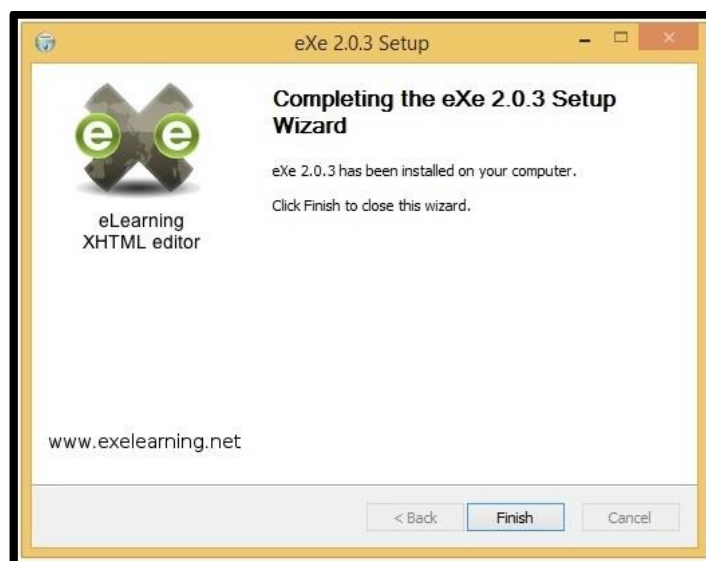 eXe 2.0.3 Setup
e e
eLearning
XHTML editor
Completing the eXe 2.0.3 Setup
Wizard
eXe 2.0.3 has been installed on your computer.
Click Finish to close this wizard.
www.exelearning.net
< Back Finish Cancel